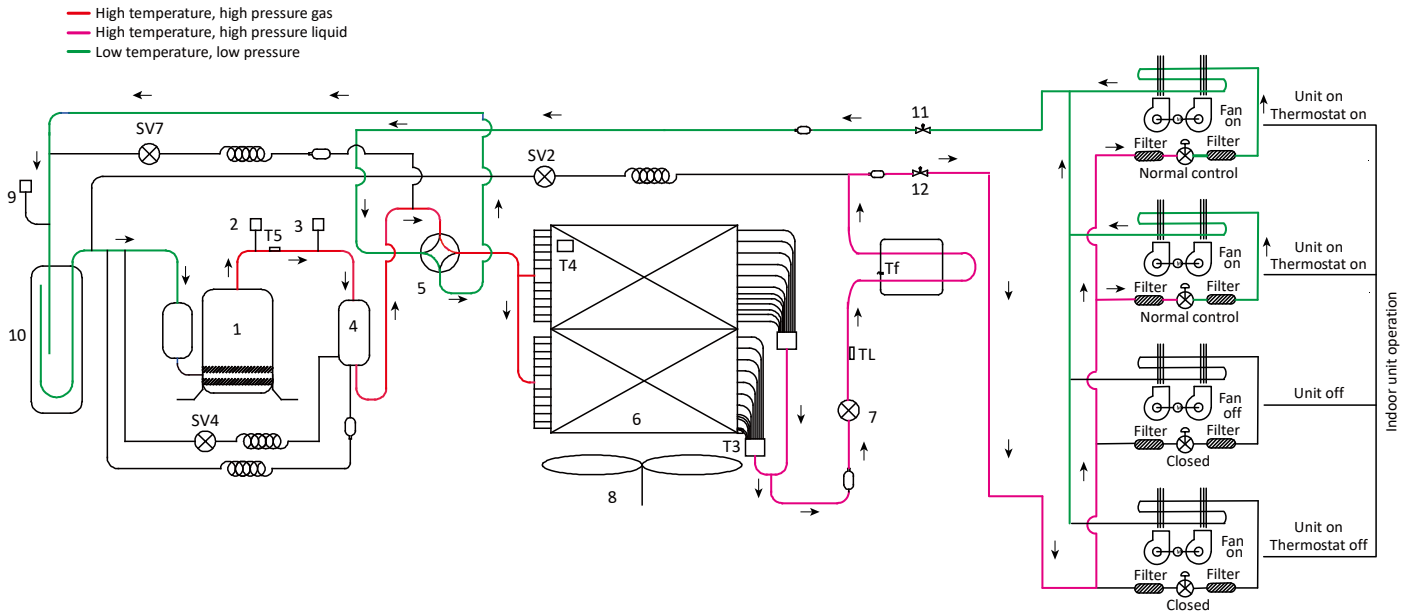 High temperature, high pressure gas
High temperature, high pressure liquid
Low temperature, low pressure
SV7
SV2
11
12
9
2
3
T5
5
T4
Tf
10
1
4
TL
SV4
6
7
T3
8
Fan
on
Filter
Filter
Normal control
Unit on
Thermostat on
Fan
on
Filter
Filter
Normal control
Unit on
Thermostat on
Fan
off
Filter
Filter
Closed
Unit off
Fan
on
Filter
Filter
Closed
Unit on
Thermostat off
Indoor unit operation